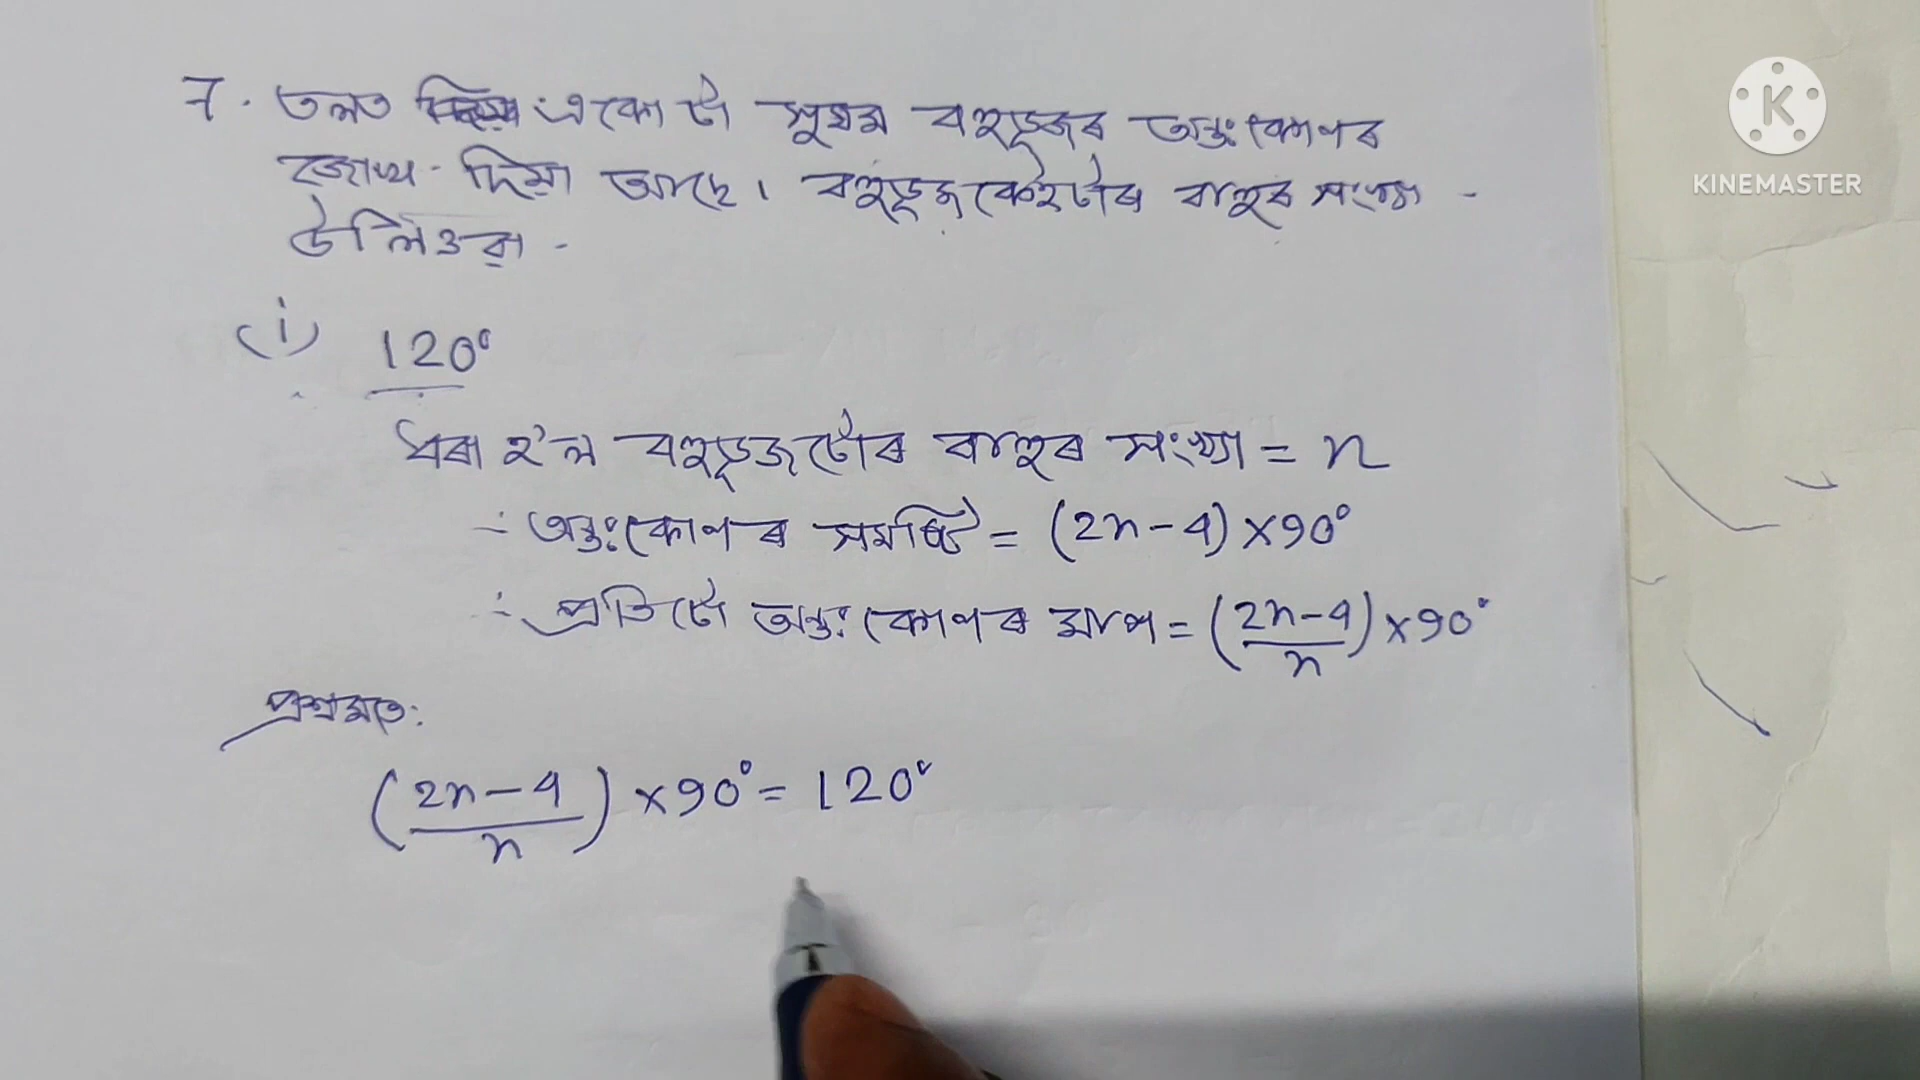 7. তলত একোটা সুষম বহুভূজৰ অন্তঃকোণৰ
জোখ দিয়া আছে। বহুভূজকেইটাৰ বাহুৰ সংখ্যা -
উলিওৱা -
(i) 120°
ধৰা হ'ল বহুভূজটোৰ বাহুৰ সংখ্যা = n
∴ অন্তঃকোণৰ সমষ্টি = (2n-4)×90°
∴ প্ৰতিটো অন্তঃকোণৰ মাপ = (2n-4/n)×90°
প্ৰশ্নমতে:
(2n-4/n) ×90° = 120°
K
KINEMASTER